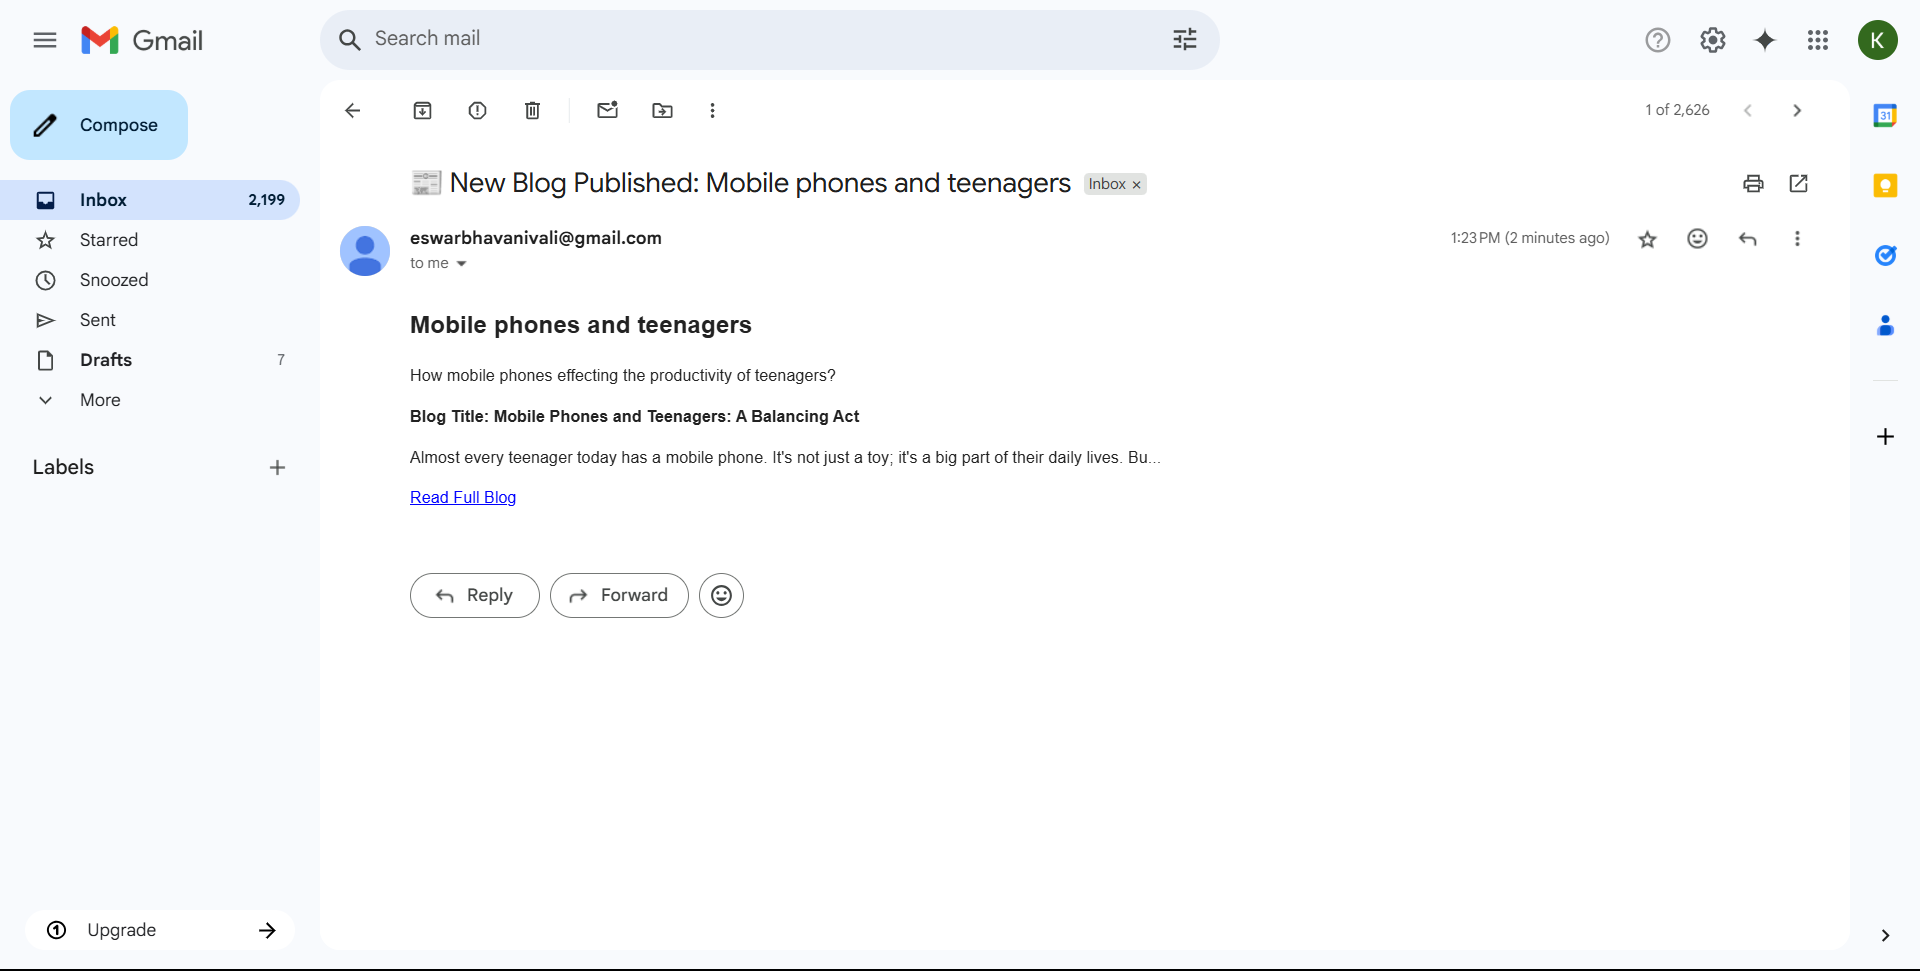 Gmail
Search mail
K
Compose
1 of 2,626
31
📰 New Blog Published: Mobile phones and teenagers Inbox ×
Inbox 2,199
Starred
Snoozed
Sent
Drafts 7
More
Labels
eswarbhavanivali@gmail.com
1:23 PM (2 minutes ago)
to me
Mobile phones and teenagers
How mobile phones effecting the productivity of teenagers?
Blog Title: Mobile Phones and Teenagers: A Balancing Act
Almost every teenager today has a mobile phone. It's not just a toy; it's a big part of their daily lives. Bu...
Read Full Blog
Reply
Forward
1 Upgrade